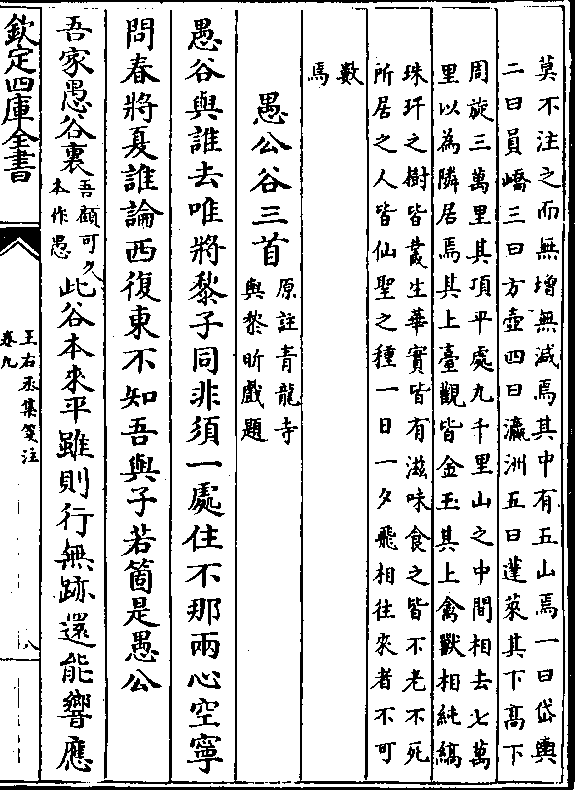 莫不注之而無增無減焉其中有五山焉一曰岱輿
二曰員嶠三曰方壺四曰瀛洲五曰蓬萊其下高下
周旋三萬里其項平處九千里山之中間相去七萬
里以為隣居焉其上臺觀皆金玉其上禽獸相純縞
珠玕之樹皆叢生華實皆有滋味食之皆不老不死
所居之人皆仙聖之種一日一夕飛相往來者不可
數
焉
愚公谷三首
原註青龍寺
與黎昕戲題
愚谷與誰去唯將黎子同非須一處住不那兩心空寧
問春將夏誰論西復東不知吾與子若箇是愚公
吾家愚谷裏
吾顧可久
本作愚
此谷本來平雖則行無跡還能響應
欽定四庫全書
王右丞集箋注
卷九
八